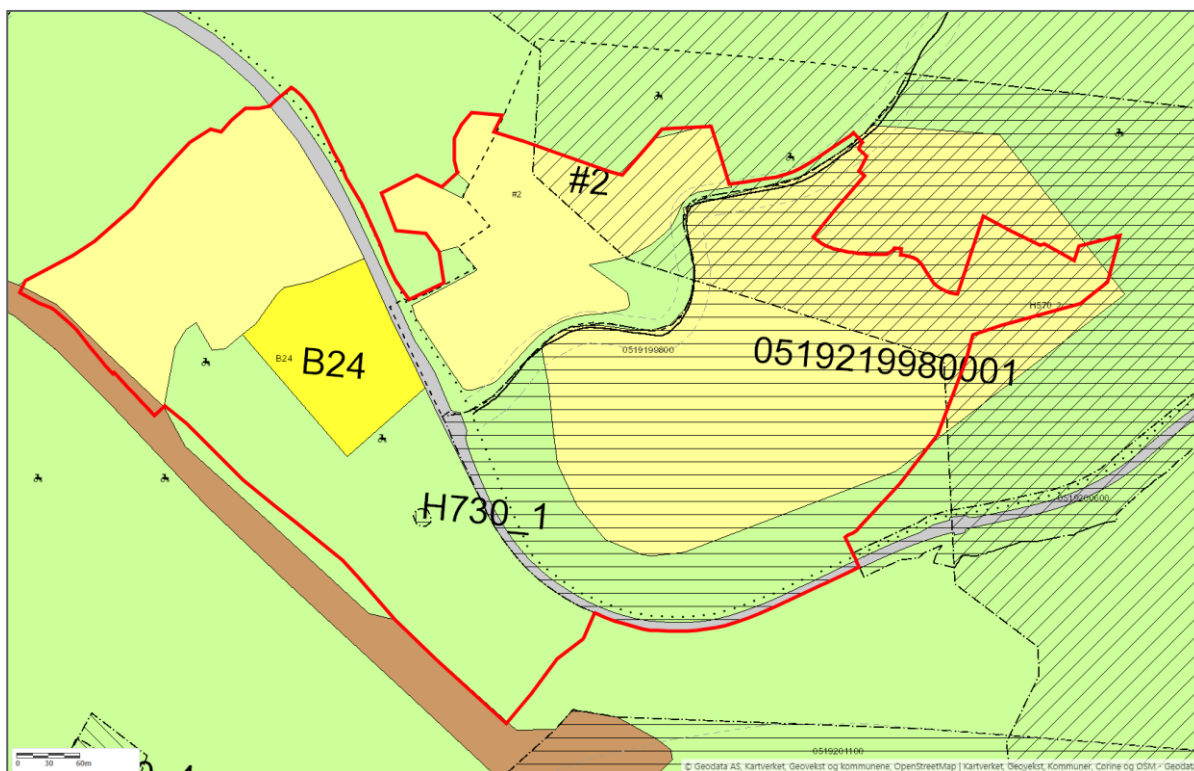 #2
#2
H570_2
0519199800
0519219980001
B24
B24
0519200600
H730_1
0519201100
0 30 60m
© Geodata AS, Kartverket, Geovekst og kommunene, OpenStreetMap | Kartverket, Geovekst, Kommuner, Corine og OSM - Geodata